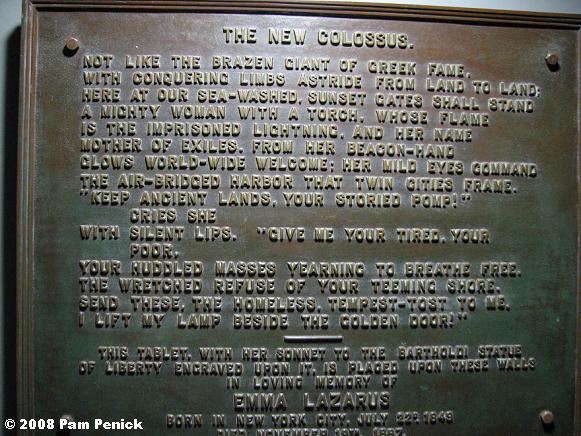 THE NEW COLOSSUS.
NOT LIKE THE BRAZEN GIANT OF GREEK FAME,
WITH CONQUERING LIMBS ASTRIDE FROM LAND TO LAND;
HERE AT OUR SEA-WASHED, SUNSET GATES SHALL STAND
A MIGHTY WOMAN WITH A TORCH, WHOSE FLAME
IS THE IMPRISONED LIGHTNING, AND HER NAME
MOTHER OF EXILES. FROM HER BEACON-HAND
GLOWS WORLD-WIDE WELCOME; HER MILD EYES COMMAND
THE AIR-BRIDGED HARBOR THAT TWIN CITIES FRAME.
"KEEP ANCIENT LANDS, YOUR STORIED POMP!"
CRIES SHE
WITH SILENT LIPS. "GIVE ME YOUR TIRED, YOUR
POOR,
YOUR HUDDLED MASSES YEARNING TO BREATHE FREE,
THE WRETCHED REFUSE OF YOUR TEEMING SHORE.
SEND THESE, THE HOMELESS, TEMPEST-TOST TO ME,
I LIFT MY LAMP BESIDE THE GOLDEN DOOR!"
THIS TABLET, WITH HER SONNET TO THE BARTHOLDI STATUE
OF LIBERTY ENGRAVED UPON IT, IS PLACED UPON THESE WALLS
IN LOVING MEMORY OF
EMMA LAZARUS
BORN IN NEW YORK CITY, JULY 22D, 1849
DIED NOVEMBER 19TH, 1887.
© 2008 Pam Penick